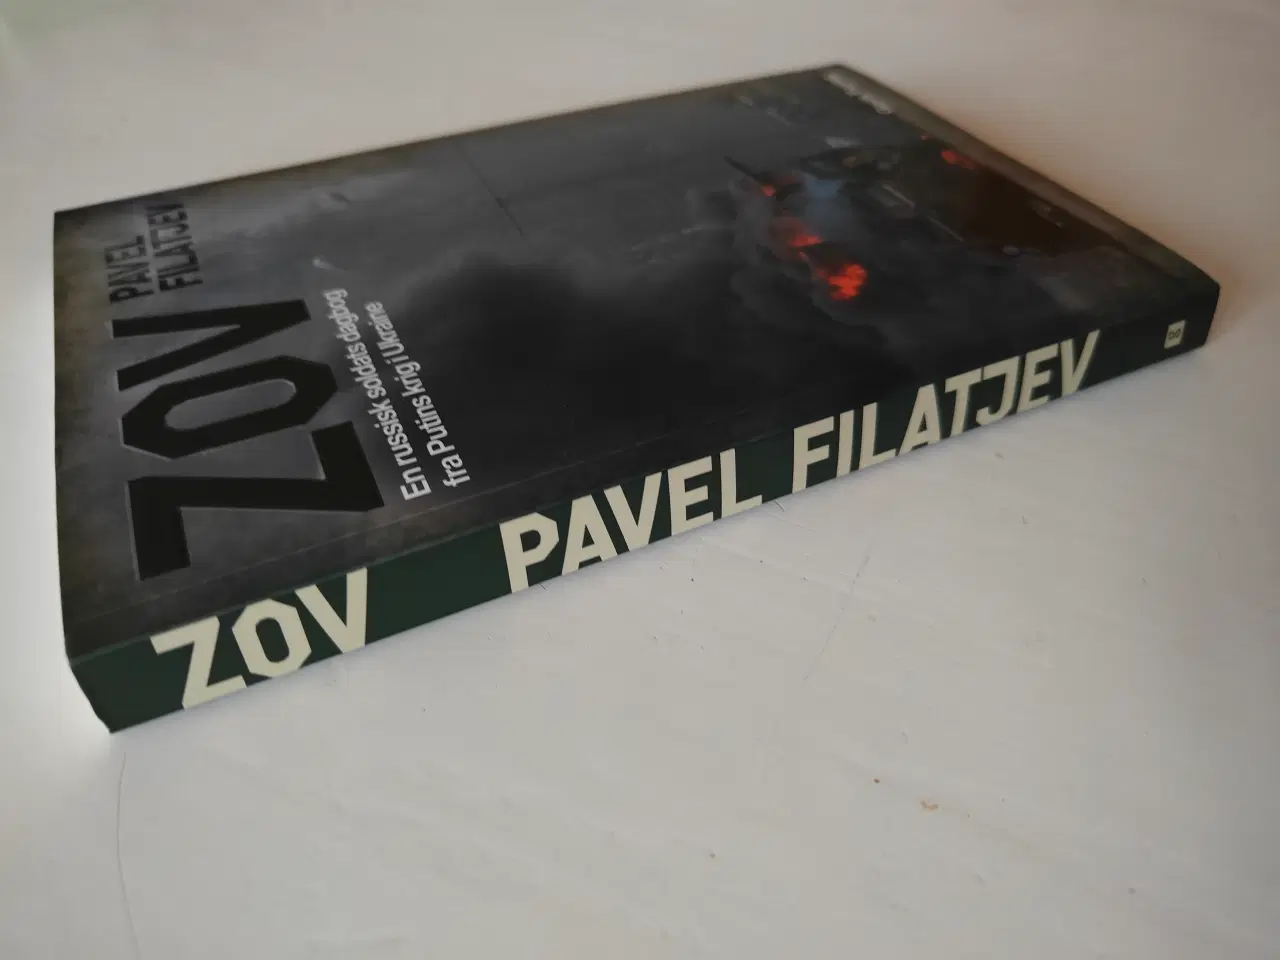 PAVEL
FILATJEV
ZOV
En russisk soldats dagbog
fra Putins krig i Ukraine
ZOV PAVEL FILATJEV